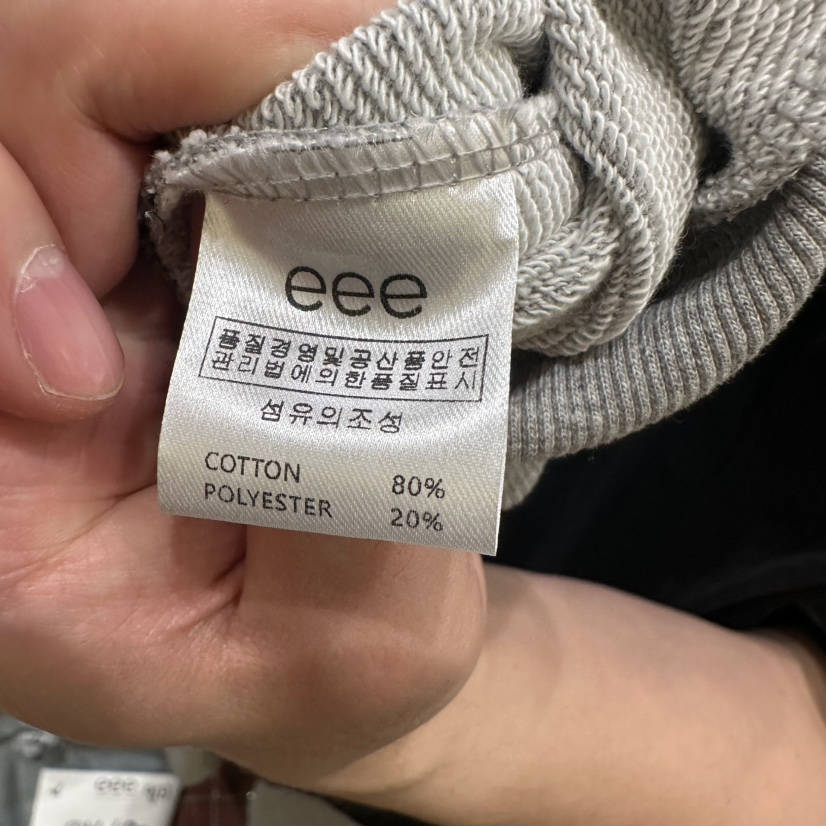 eee
품질경영및공산품안전
관리법에의한품질표시
섬유의조성
COTTON 80%
POLYESTER 20%